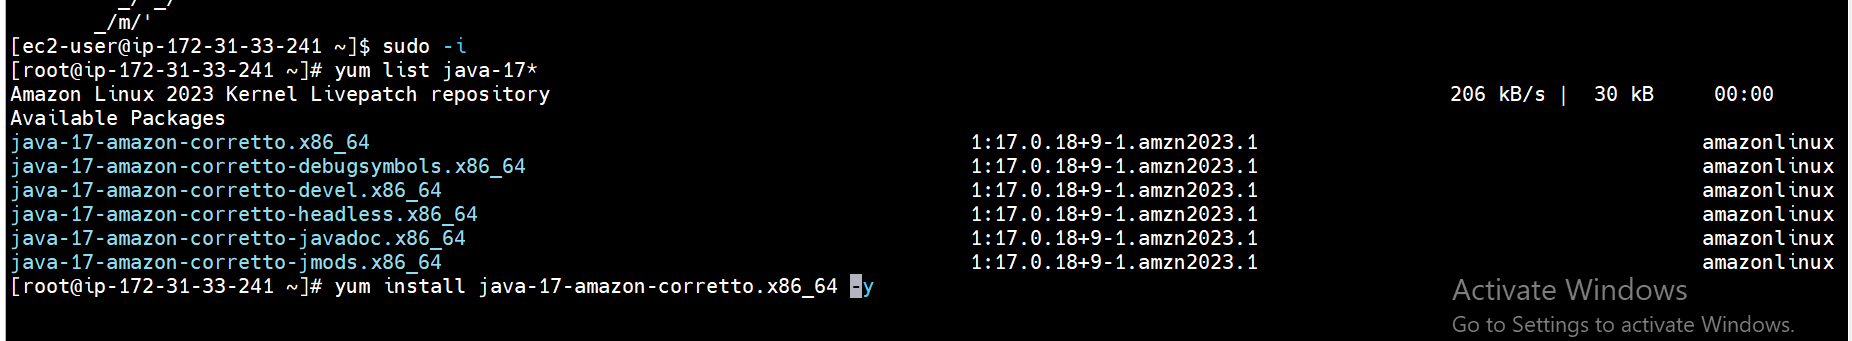 _/m/'
[ec2-user@ip-172-31-33-241 ~]$ sudo -i
[root@ip-172-31-33-241 ~]# yum list java-17*
Amazon Linux 2023 Kernel Livepatch repository 206 kB/s | 30 kB 00:00
Available Packages
java-17-amazon-corretto.x86_64 1:17.0.18+9-1.amzn2023.1 amazonlinux
java-17-amazon-corretto-debugsymbols.x86_64 1:17.0.18+9-1.amzn2023.1 amazonlinux
java-17-amazon-corretto-devel.x86_64 1:17.0.18+9-1.amzn2023.1 amazonlinux
java-17-amazon-corretto-headless.x86_64 1:17.0.18+9-1.amzn2023.1 amazonlinux
java-17-amazon-corretto-javadoc.x86_64 1:17.0.18+9-1.amzn2023.1 amazonlinux
java-17-amazon-corretto-jmods.x86_64 1:17.0.18+9-1.amzn2023.1 amazonlinux
[root@ip-172-31-33-241 ~]# yum install java-17-amazon-corretto.x86_64 -y
Activate Windows
Go to Settings to activate Windows.